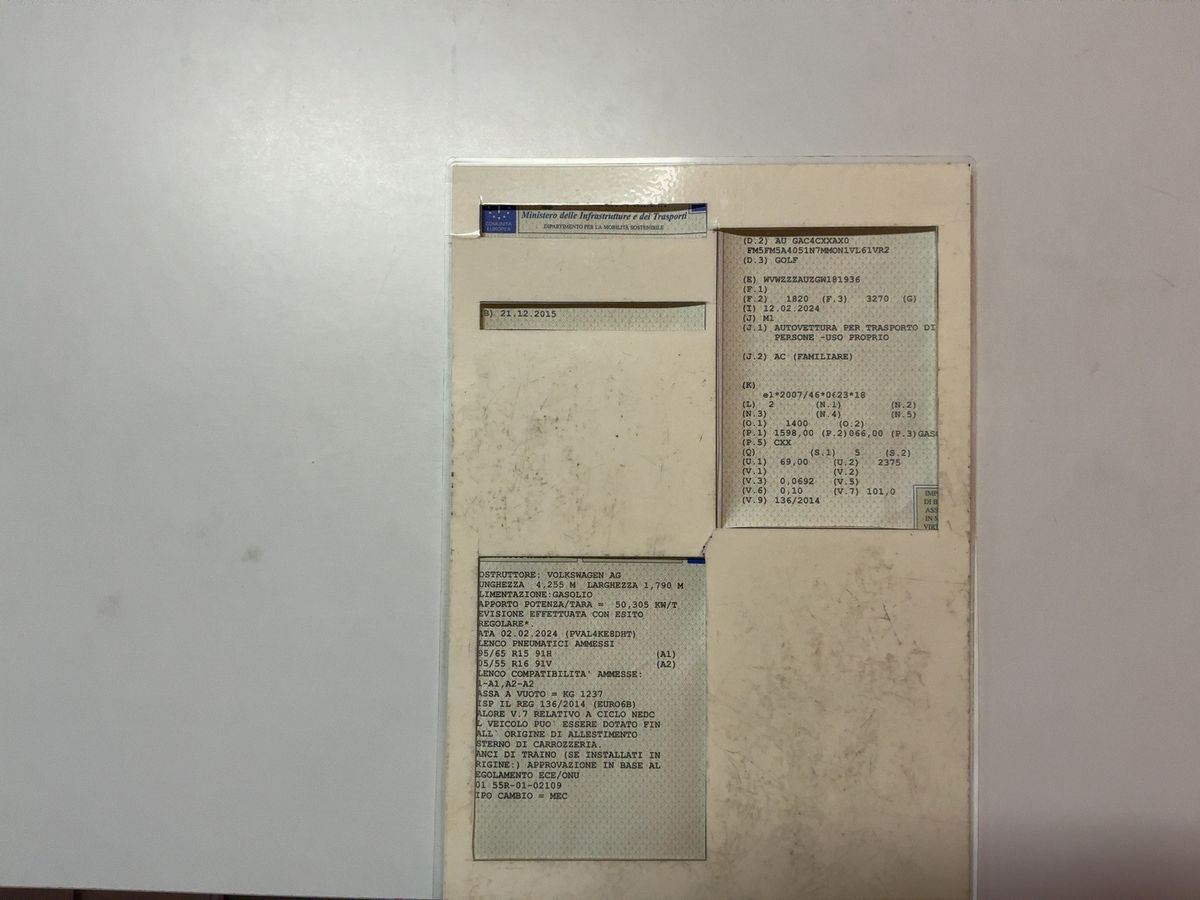 COMUNITÀ
EUROPEA
Ministero delle Infrastrutture e dei Trasporti
DIPARTIMENTO PER LA MOBILITÀ SOSTENIBILE
B) 21.12.2015
(D.2) AU GAC4CXXAX0
FM5FM5A4051N7MMON1VL61VR2
(D.3) GOLF
(E) WVWZZZAUZGW181936
(F.1)
(F.2) 1820 (F.3) 3270 (G)
(I) 12.02.2024
(J) M1
(J.1) AUTOVETTURA PER TRASPORTO DI
PERSONE -USO PROPRIO
(J.2) AC (FAMILIARE)
(K)
e1*2007/46*0623*18
(L) 2 (N.1) (N.2)
(N.3) (N.4) (N.5)
(O.1) 1400 (O.2)
(P.1) 1598,00 (P.2)066,00 (P.3)GASO
(P.5) CXX
(Q) (S.1) 5 (S.2)
(U.1) 69,00 (U.2) 2375
(V.1) (V.2)
(V.3) 0,0692 (V.5)
(V.6) 0,10 (V.7) 101,0
(V.9) 136/2014
IMP
DI B
ASS
IN M
VIRT
OSTRUTTORE: VOLKSWAGEN AG
UNGHEZZA 4,255 M LARGHEZZA 1,790 M
LIMENTAZIONE:GASOLIO
APPORTO POTENZA/TARA = 50,305 KW/T
EVISIONE EFFETTUATA CON ESITO
REGOLARE*.
ATA 02.02.2024 (PVAL4KE8DHT)
LENCO PNEUMATICI AMMESSI
95/65 R15 91H (A1)
05/55 R16 91V (A2)
LENCO COMPATIBILITA' AMMESSE:
1-A1,A2-A2
ASSA A VUOTO = KG 1237
ISP IL REG 136/2014 (EURO6B)
ALORE V.7 RELATIVO A CICLO NEDC
L VEICOLO PUO` ESSERE DOTATO FIN
ALL` ORIGINE DI ALLESTIMENTO
STERNO DI CARROZZERIA.
ANCI DI TRAINO (SE INSTALLATI IN
RIGINE:) APPROVAZIONE IN BASE AL
EGOLAMENTO ECE/ONU
01 55R-01-02109
IPO CAMBIO = MEC